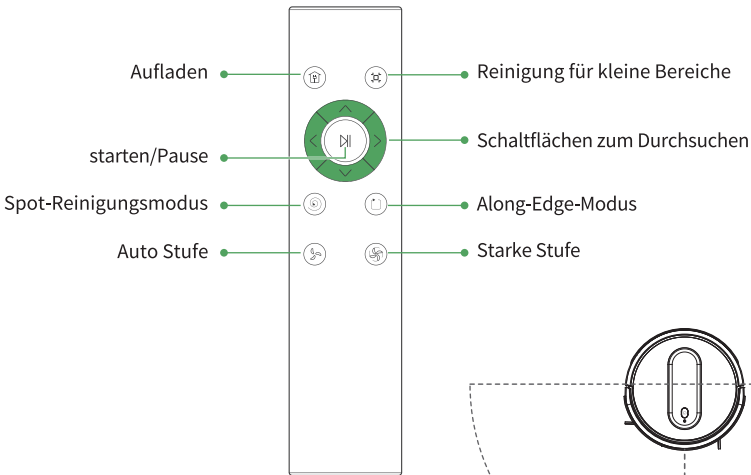 Aufladen
Reinigung für kleine Bereiche
Schaltflächen zum Durchsuchen
starten/Pause
Spot-Reinigungsmodus
Along-Edge-Modus
Auto Stufe
Starke Stufe